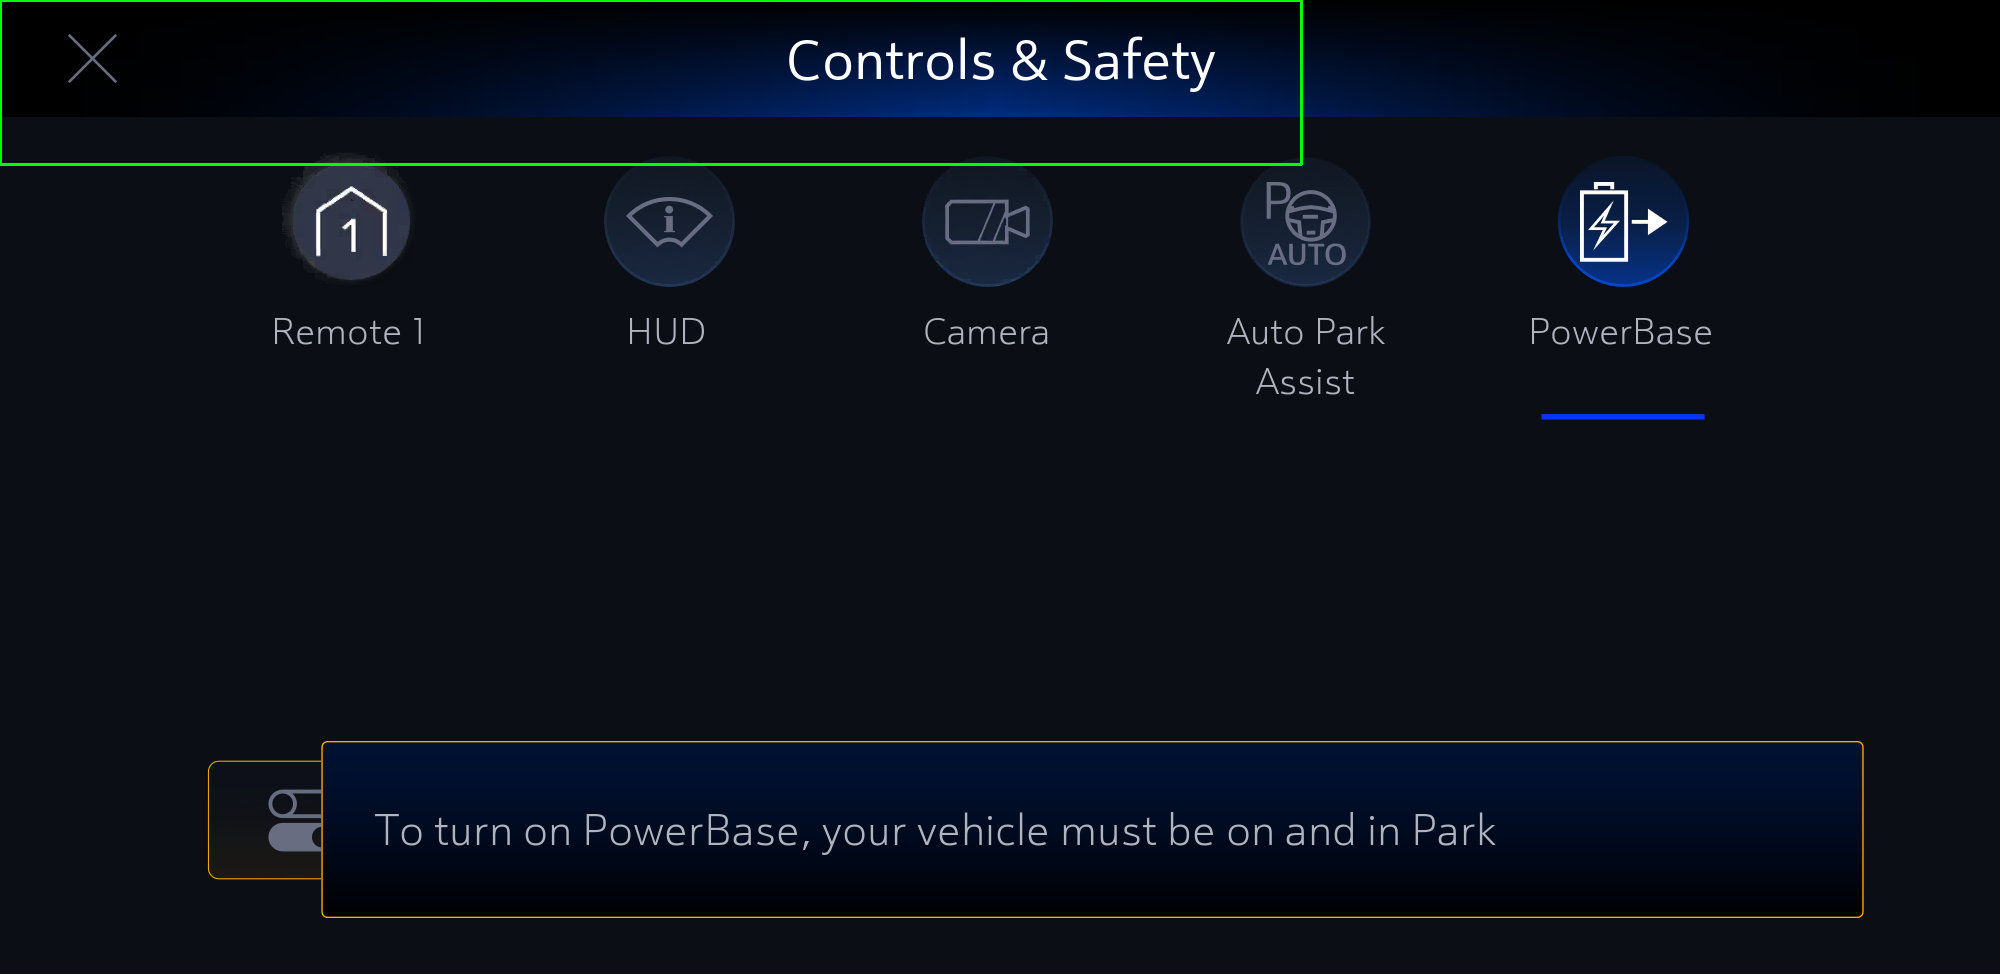 Controls & Safety
1
i
P
AUTO
Remote 1
HUD
Camera
Auto Park
Assist
PowerBase
To turn on PowerBase, your vehicle must be on and in Park